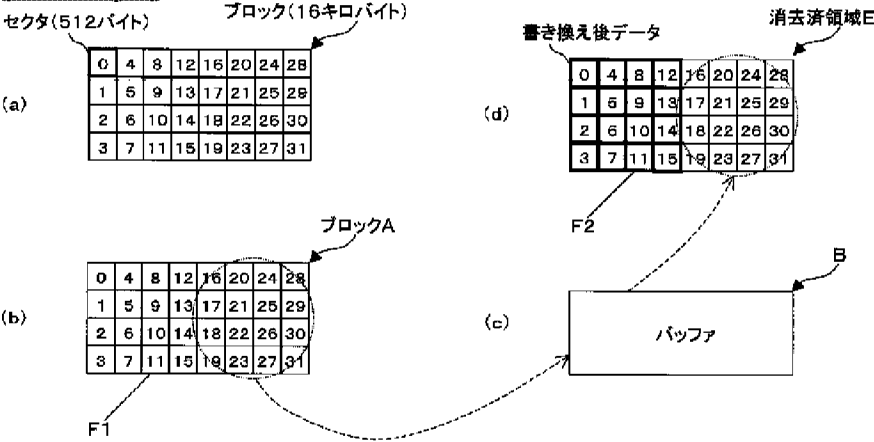 セクタ(512バイト)
ブロック(16キロバイト)
(a)
0 4 8 12 16 20 24 28
1 5 9 13 17 21 25 29
2 6 10 14 18 22 26 30
3 7 11 15 19 23 27 31
ブロックA
(b)
0 4 8 12 16 20 24 28
1 5 9 13 17 21 25 29
2 6 10 14 18 22 26 30
3 7 11 15 19 23 27 31
F1
書き換え後データ
消去済領域E
(d)
0 4 8 12 16 20 24 28
1 5 9 13 17 21 25 29
2 6 10 14 18 22 26 30
3 7 11 15 19 23 27 31
F2
B
(c)
バッファ